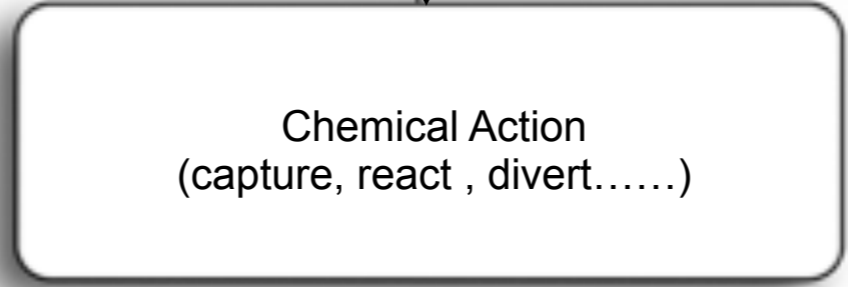 Chemical Action
(capture, react , divert……)